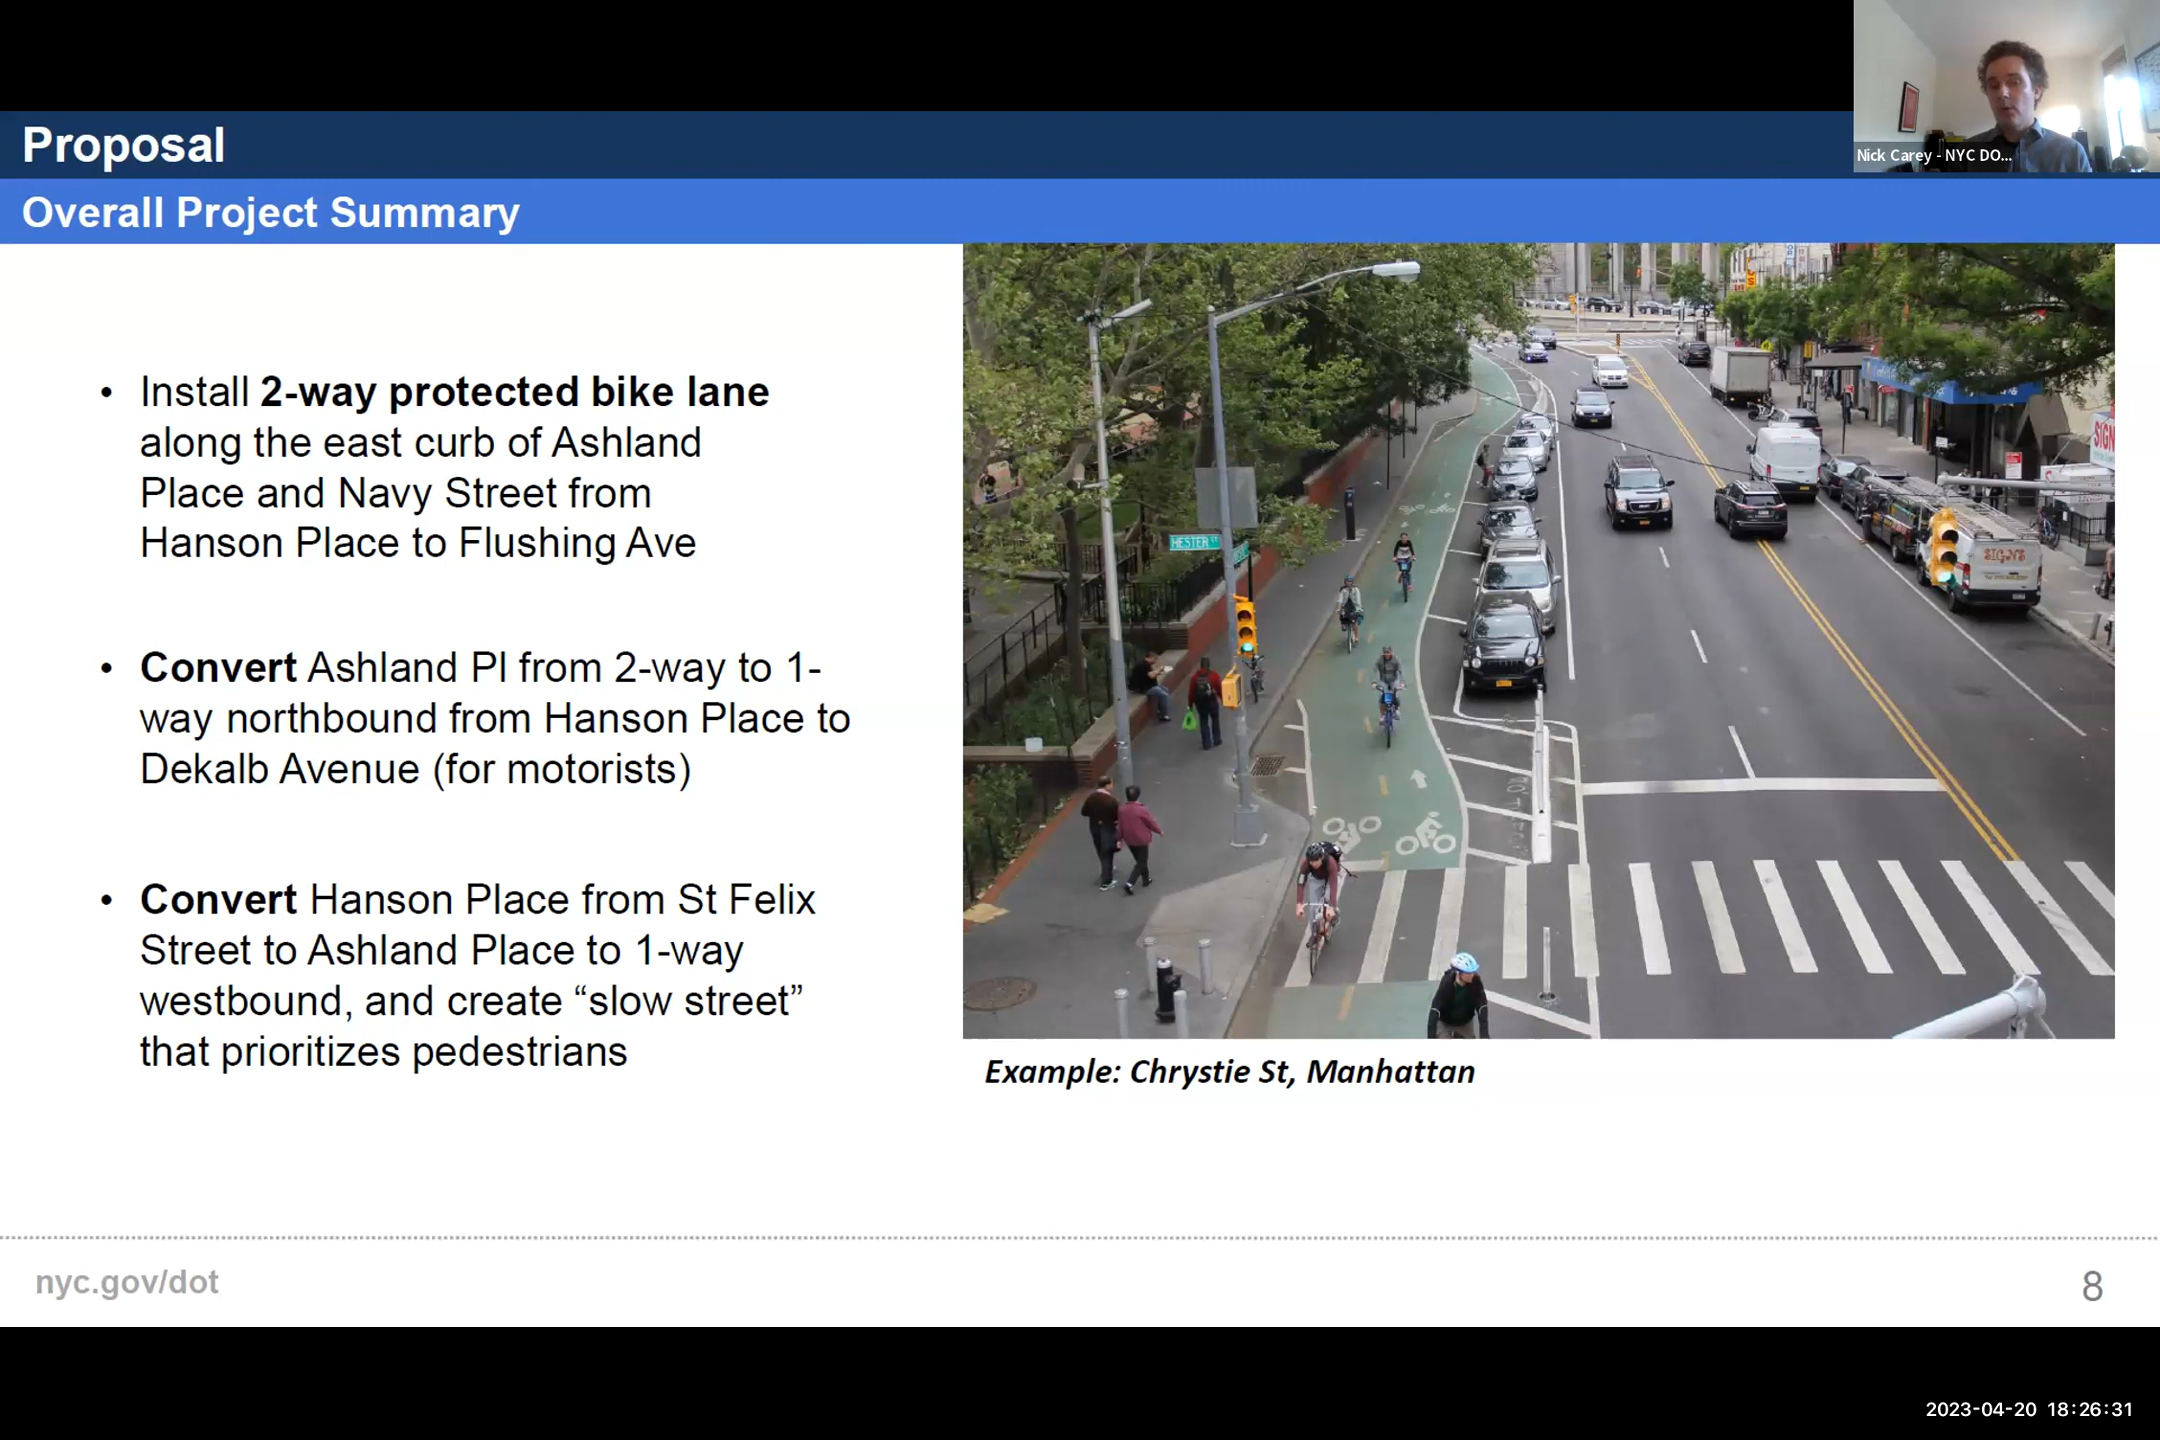 Nick Carey - NYC DO...
Proposal
Overall Project Summary
• Install 2-way protected bike lane
along the east curb of Ashland
Place and Navy Street from
Hanson Place to Flushing Ave
• Convert Ashland Pl from 2-way to 1-
way northbound from Hanson Place to
Dekalb Avenue (for motorists)
• Convert Hanson Place from St Felix
Street to Ashland Place to 1-way
westbound, and create “slow street”
that prioritizes pedestrians
HESTER ST
SIGN
SIGNS
Example: Chrystie St, Manhattan
nyc.gov/dot
8
2023-04-20 18:26:31